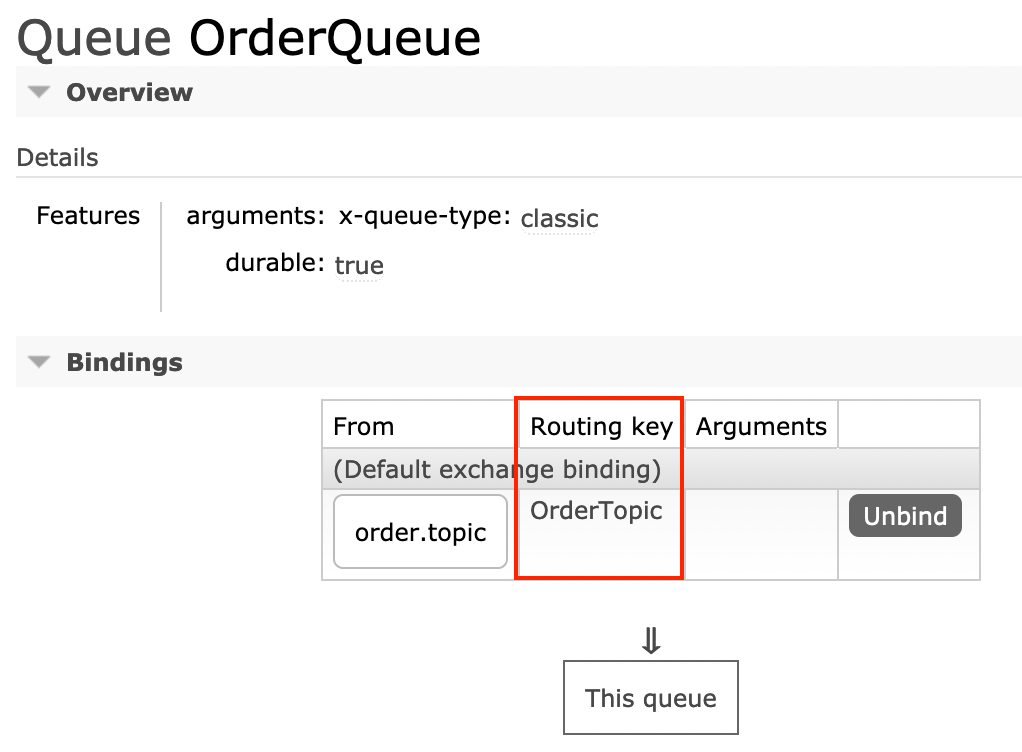 Queue OrderQueue
Overview
Details
Features arguments: x-queue-type: classic
durable: true
Bindings
From Routing key Arguments
(Default exchange binding)
order.topic OrderTopic Unbind
⇓
This queue